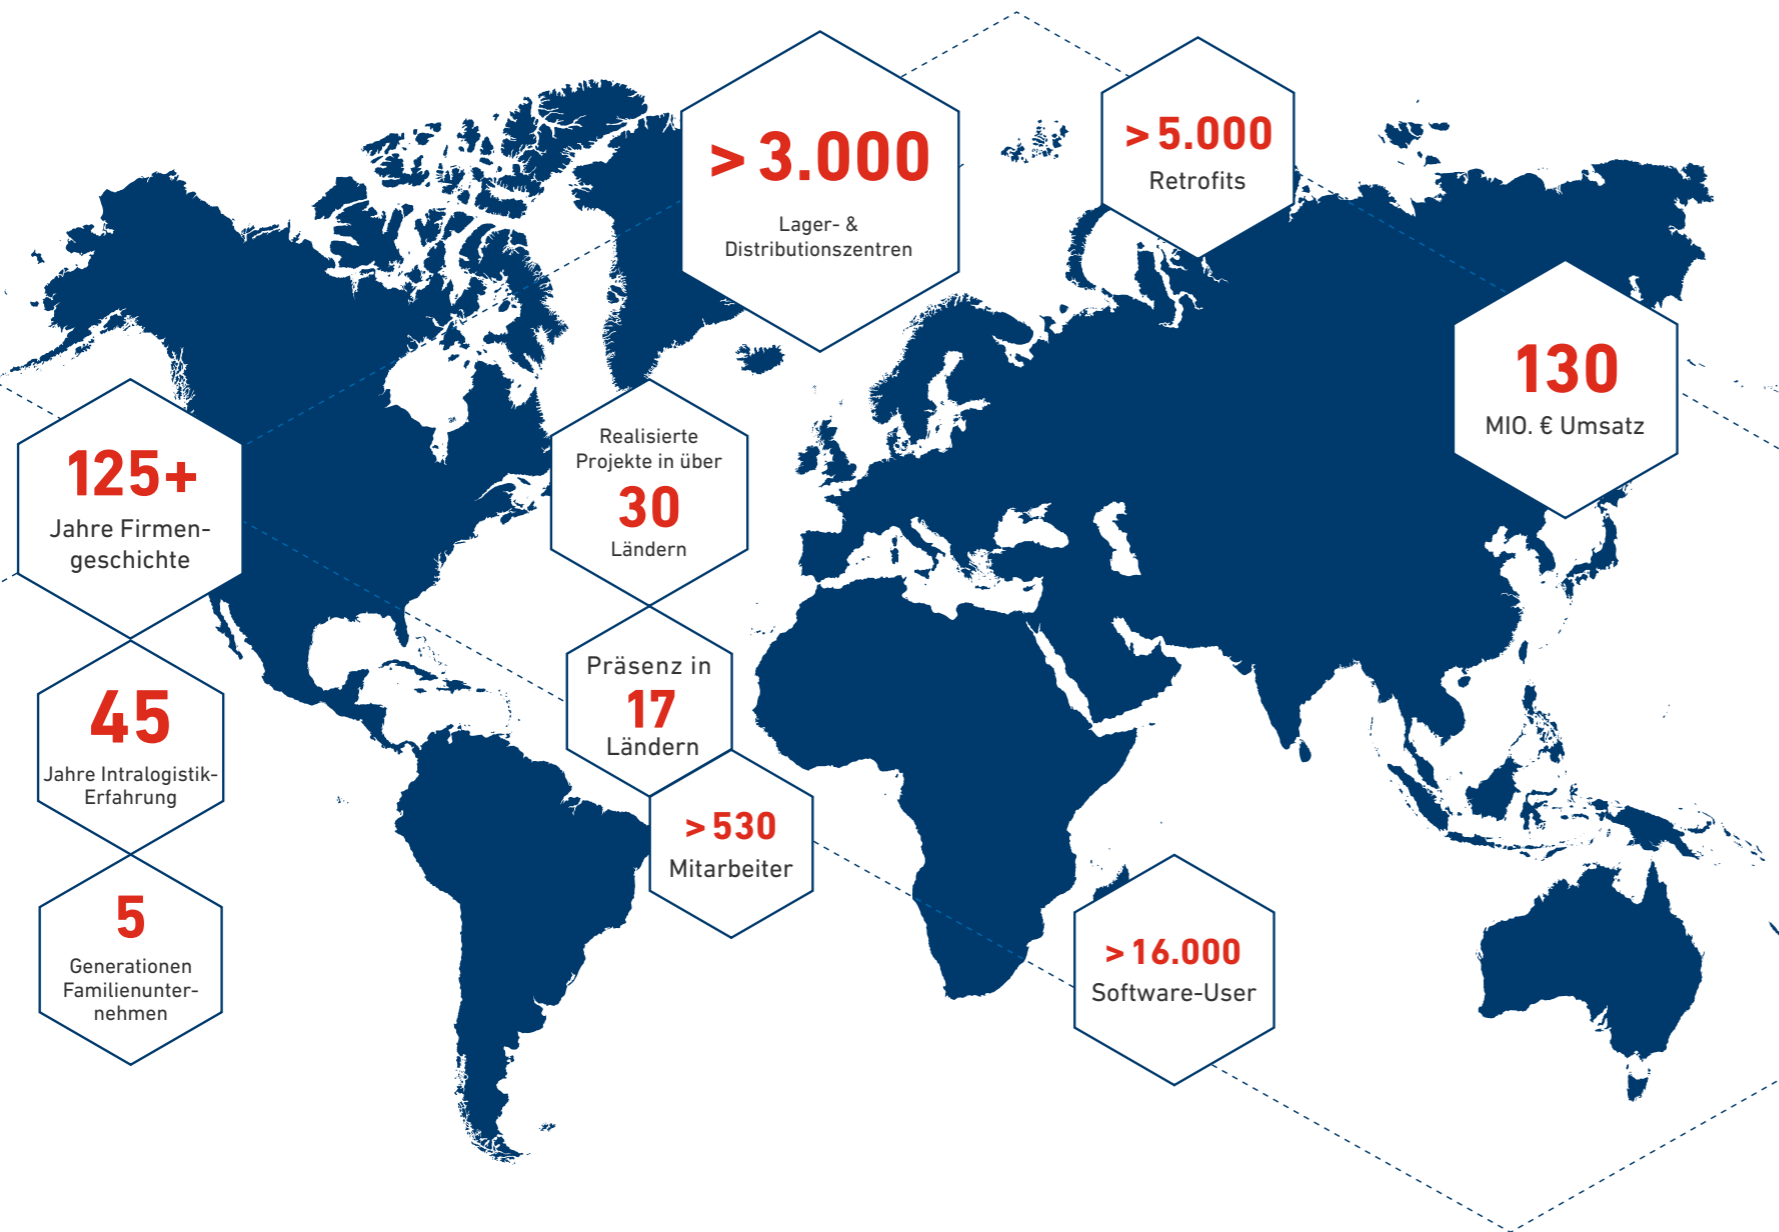 > 3.000
Lager- &
Distributionszentren
> 5.000
Retrofits
130
MIO. € Umsatz
125+
Jahre Firmen-
geschichte
Realisierte
Projekte in über
30
Ländern
45
Jahre Intralogistik-
Erfahrung
Präsenz in
17
Ländern
> 530
Mitarbeiter
5
Generationen
Familienunter-
nehmen
> 16.000
Software-User